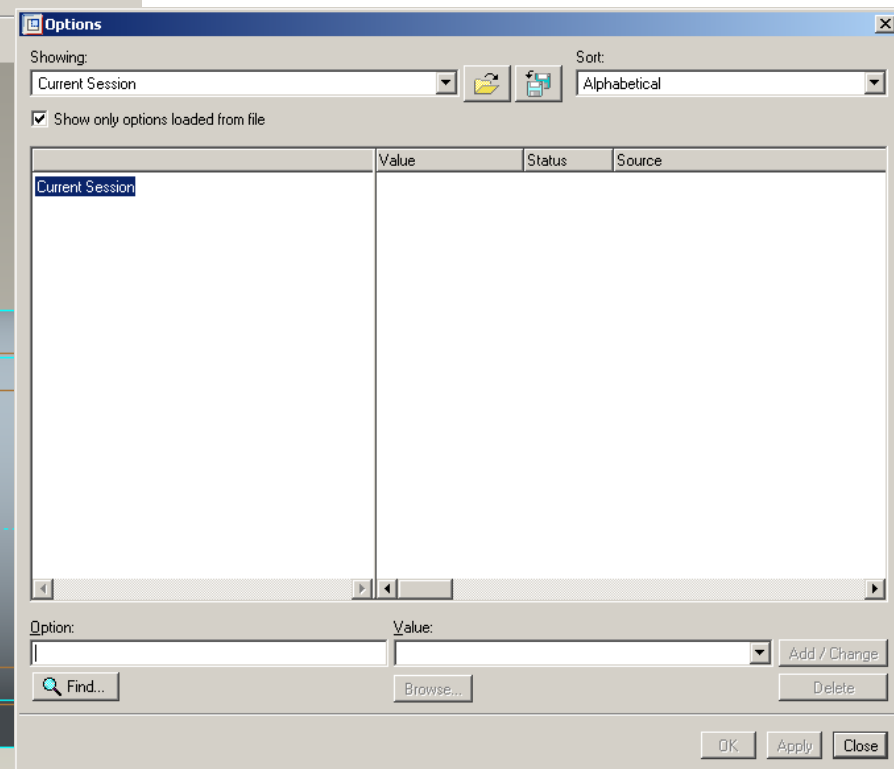 Options
Showing:
Sort:
Current Session
Alphabetical
Show only options loaded from file
Value Status Source
Current Session
Option:
Value:
Add / Change
Find...
Browse...
Delete
OK Apply Close